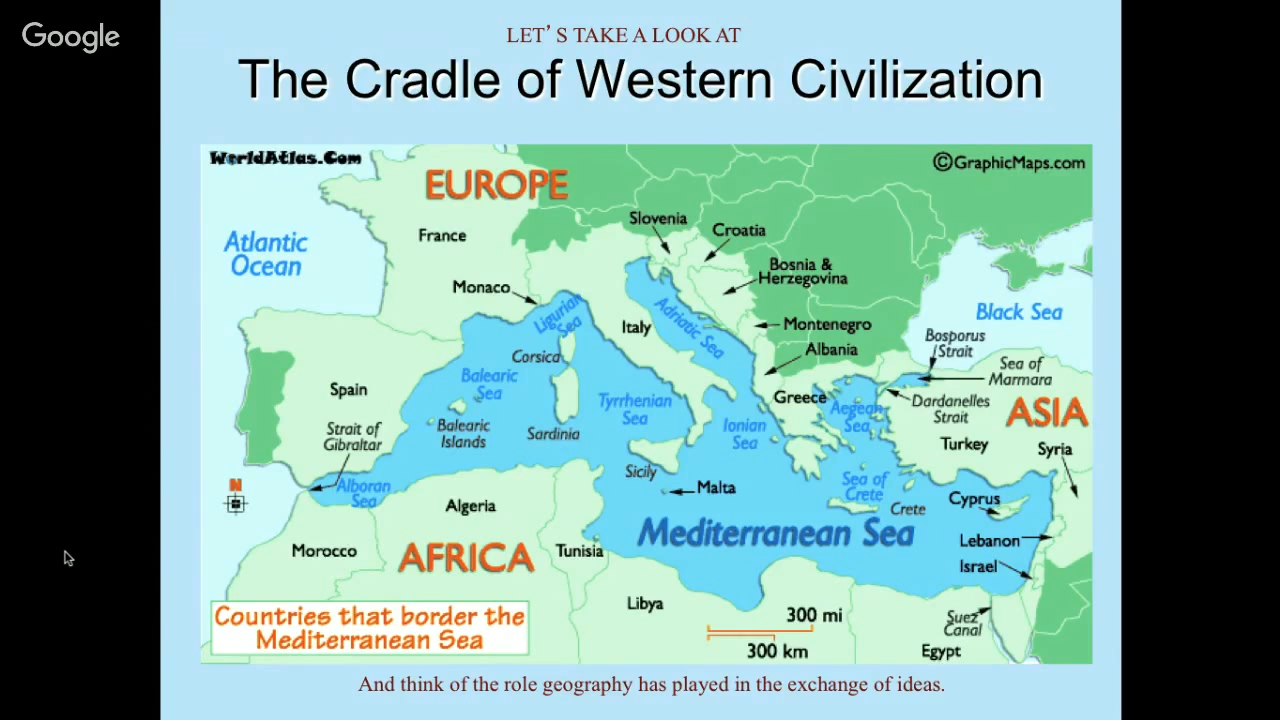 Google
LET'S TAKE A LOOK AT
The Cradle of Western Civilization
WorldAtlas.Com
©GraphicMaps.com
EUROPE
Slovenia
Croatia
France
Atlantic
Ocean
Bosnia &
Herzegovina
Monaco
Black Sea
Ligurian
Sea
Adriatic Sea
Italy
Montenegro
Bosporus
Strait
Albania
Corsica
Sea of
Marmara
Balearic
Sea
Spain
Greece
Tyrrhenian
Sea
Aegean
Sea
Dardanelles
Strait
ASIA
Strait of
Gibraltar
Balearic
Islands
Sardinia
Ionian
Sea
Turkey
Syria
Sicily
N
Alboran
Sea
Malta
Sea of
Crete
Crete
Cyprus
Algeria
Mediterranean Sea
Lebanon
Morocco
AFRICA
Tunisia
Israel
Libya
300 mi
300 km
Suez
Canal
Egypt
Countries that border the
Mediterranean Sea
And think of the role geography has played in the exchange of ideas.